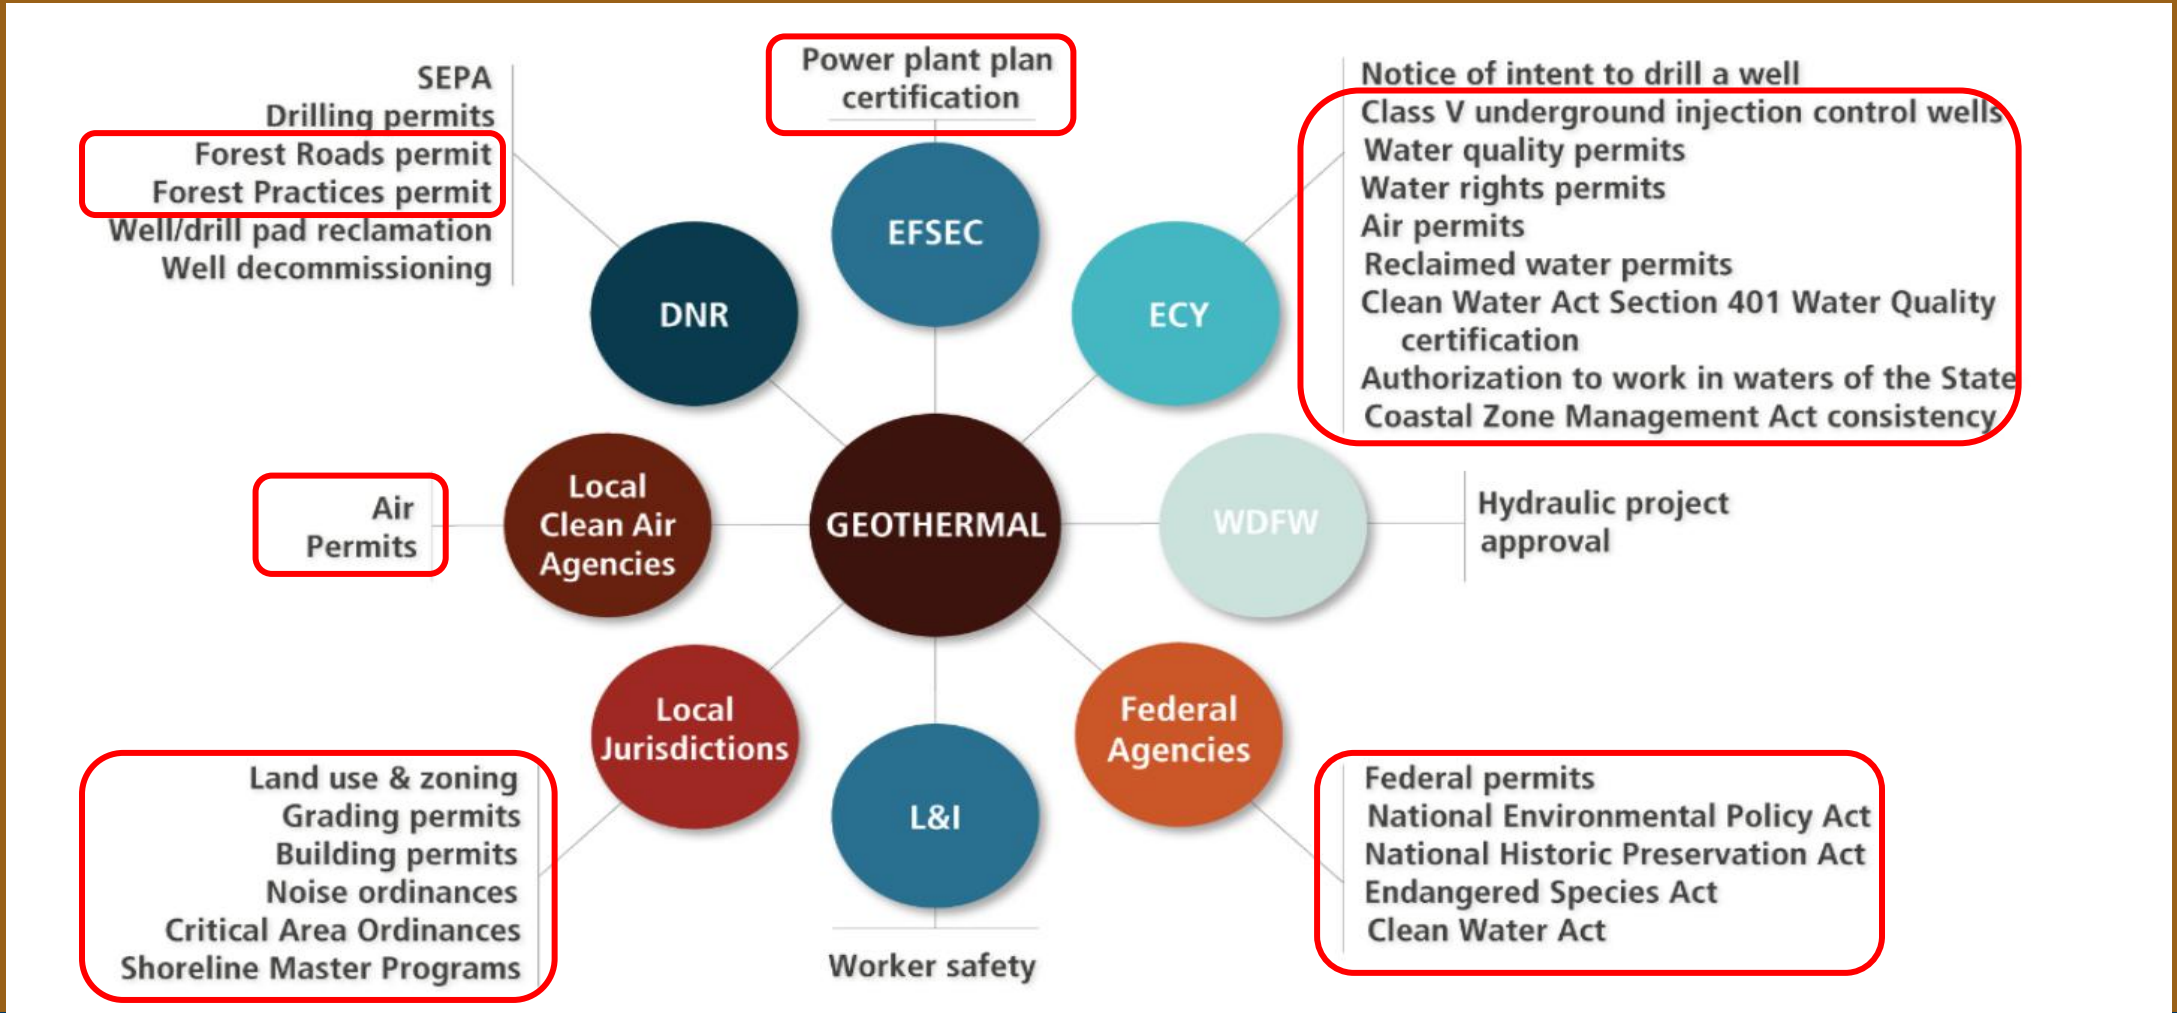 SEPA
Drilling permits
Forest Roads permit
Forest Practices permit
Well/drill pad reclamation
Well decommissioning
DNR
Power plant plan
certification
EFSEC
Notice of intent to drill a well
Class V underground injection control wells
Water quality permits
Water rights permits
Air permits
Reclaimed water permits
Clean Water Act Section 401 Water Quality
certification
Authorization to work in waters of the State
Coastal Zone Management Act consistency
ECY
Air
Permits
Local
Clean Air
Agencies
GEOTHERMAL
WDFW
Hydraulic project
approval
Local
Jurisdictions
Land use & zoning
Grading permits
Building permits
Noise ordinances
Critical Area Ordinances
Shoreline Master Programs
L&I
Worker safety
Federal
Agencies
Federal permits
National Environmental Policy Act
National Historic Preservation Act
Endangered Species Act
Clean Water Act